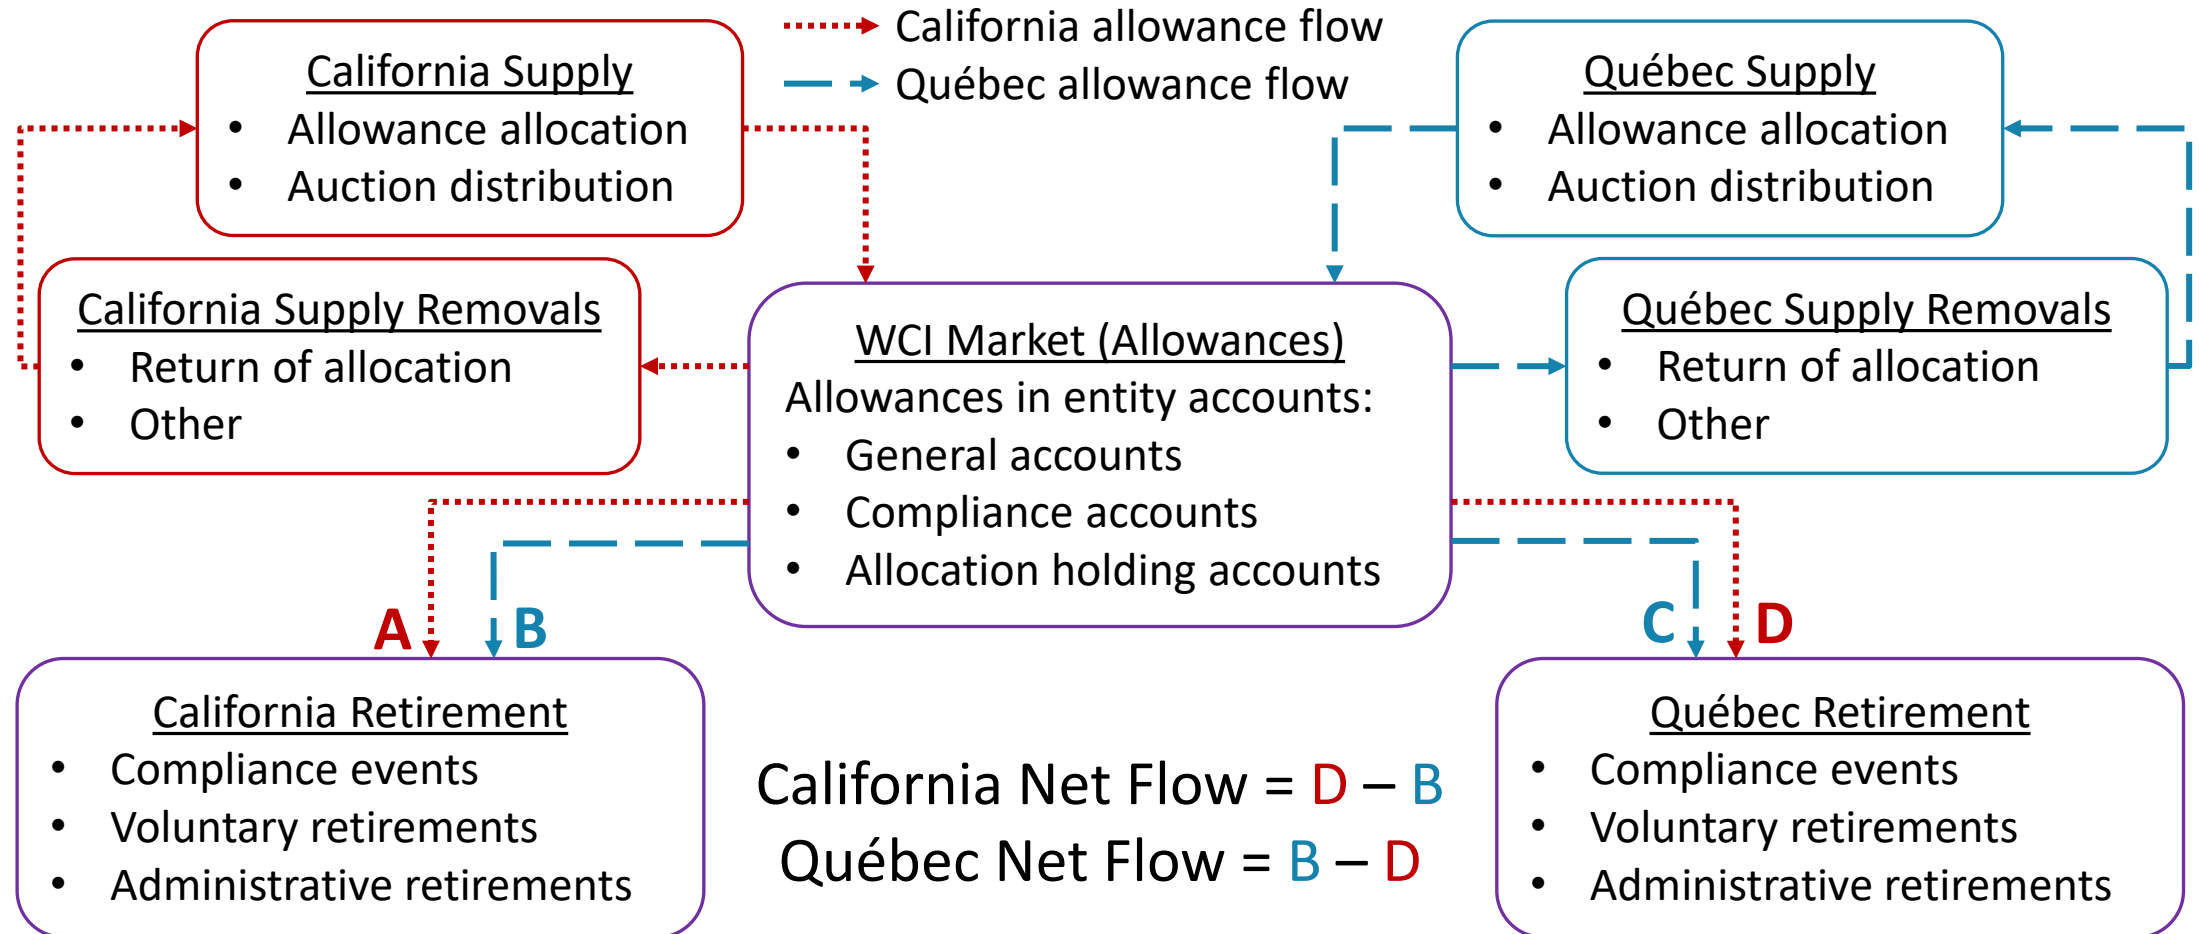 California allowance flow
Québec allowance flow
California Supply
• Allowance allocation
• Auction distribution
Québec Supply
• Allowance allocation
• Auction distribution
California Supply Removals
• Return of allocation
• Other
WCI Market (Allowances)
Allowances in entity accounts:
• General accounts
• Compliance accounts
• Allocation holding accounts
Québec Supply Removals
• Return of allocation
• Other
A
B
C
D
California Retirement
• Compliance events
• Voluntary retirements
• Administrative retirements
California Net Flow = D – B
Québec Net Flow = B – D
Québec Retirement
• Compliance events
• Voluntary retirements
• Administrative retirements